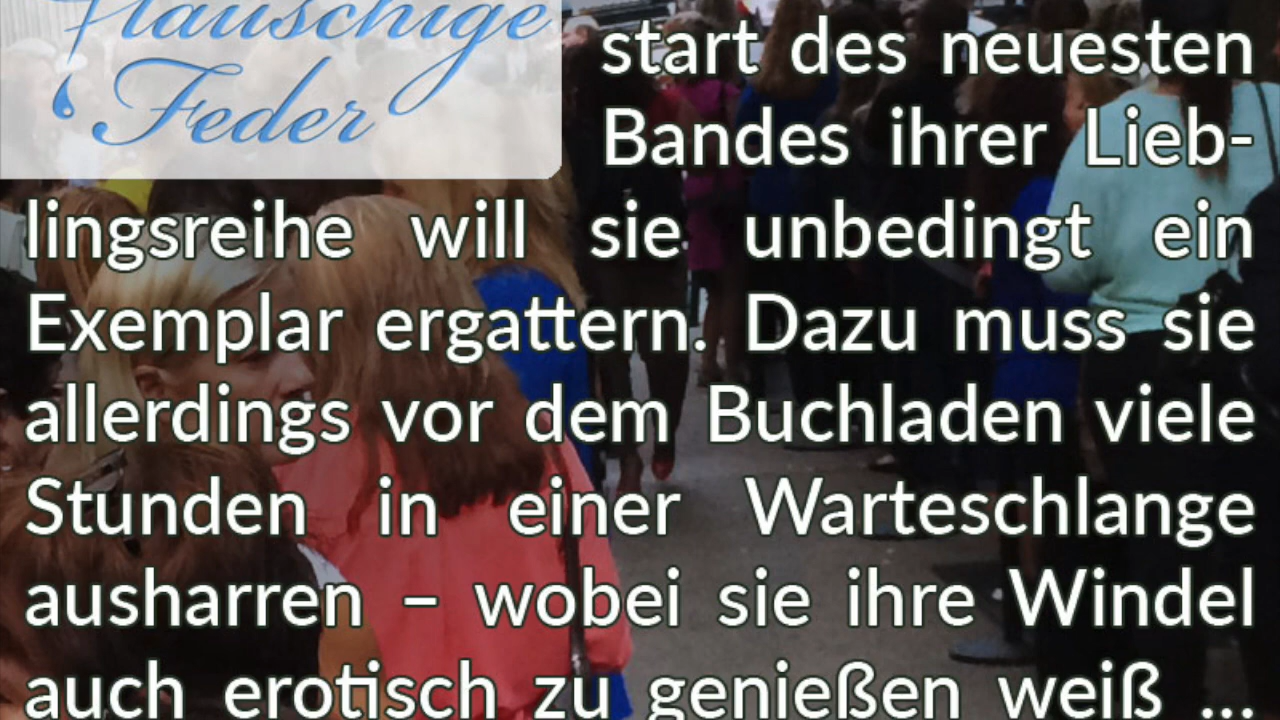 flauschige
Feder
start des neuesten
Bandes ihrer Lieb-
lingsreihe will sie unbedingt ein
Exemplar ergattern. Dazu muss sie
allerdings vor dem Buchladen viele
Stunden in einer Warteschlange
ausharren – wobei sie ihre Windel
auch erotisch zu genießen weiß ...